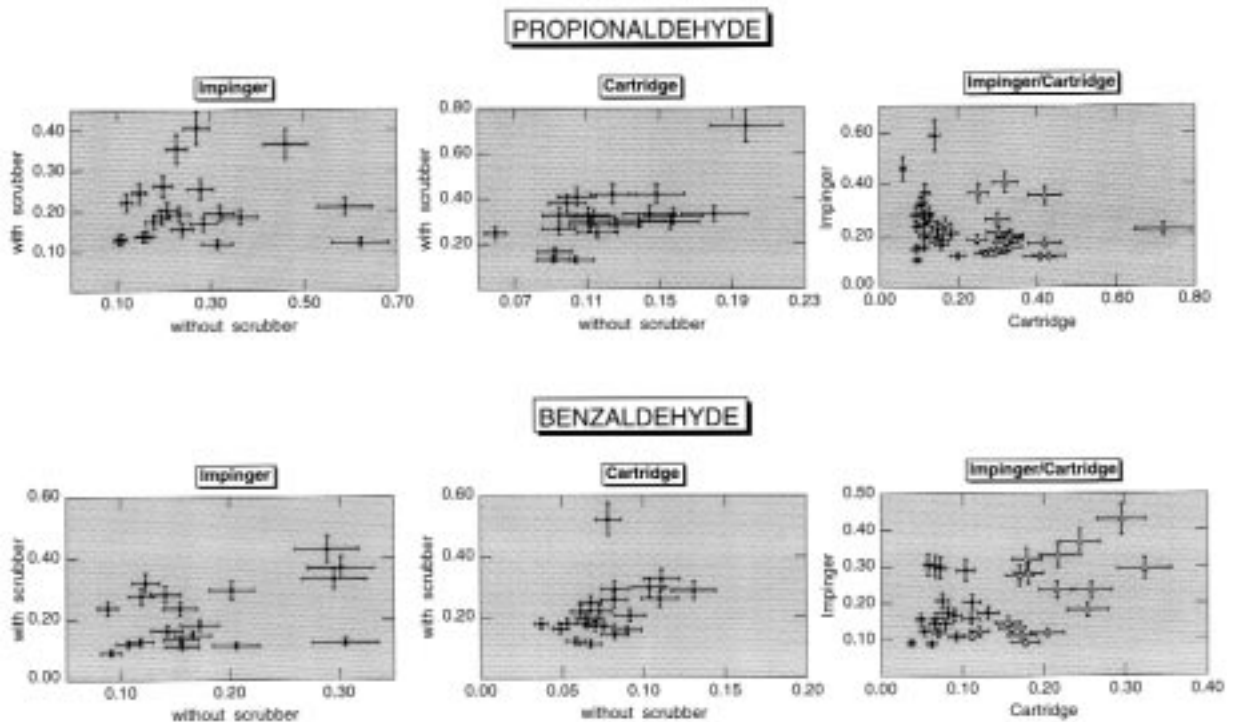 PROPIONALDEHYDE
Impinger
with scrubber
0.40
0.30
0.20
0.10
0.10 0.30 0.50 0.70
without scrubber
Cartridge
with scrubber
0.80
0.60
0.40
0.20
0.07 0.11 0.15 0.19 0.23
without scrubber
Impinger/Cartridge
Impinger
0.60
0.40
0.20
0.00
0.00 0.20 0.40 0.60 0.80
Cartridge
BENZALDEHYDE
Impinger
with scrubber
0.60
0.40
0.20
0.00
0.10 0.20 0.30
without scrubber
Cartridge
with scrubber
0.60
0.40
0.20
0.00 0.05 0.10 0.15 0.20
without scrubber
Impinger/Cartridge
Impinger
0.50
0.40
0.30
0.20
0.10
0.00 0.10 0.20 0.30 0.40
Cartridge